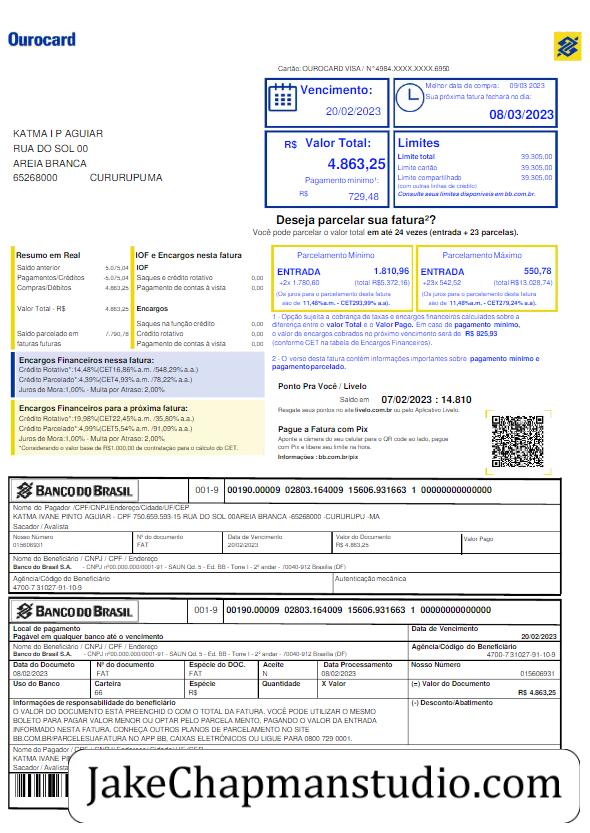 Ourocard
Cartão: OUROCARD VISA / N°4984.XXXX.XXXX.6950
Vencimento:
20/02/2023
Melhor data de compra: 09/03 2023
Sua próxima fatura fechará no dia:
08/03/2023
KATMA I P AGUIAR
RUA DO SOL 00
AREIA BRANCA
65268000 CURURUPUMA
R$ Valor Total:
4.863,25
Pagamento mínimo¹:
R$ 729,48
Limites
Limite total 39.305,00
Limite cartão 39.305,00
Limite compartilhado 39.305,00
(com outras linhas de crédito)
Consulte seus limites disponíveis em bb.com.br.
Deseja parcelar sua fatura²?
Você pode parcelar o valor total em até 24 vezes (entrada + 23 parcelas).
Resumo em Real
Saldo anterior 5.075,04
Pagamentos/Créditos -5.075,04
Compras/Débitos 4.863,25
Valor Total - R$ 4.863,25
Saldo parcelado em 7.790,78
faturas futuras
IOF e Encargos nesta fatura
IOF
Saques e crédito rotativo 0,00
Pagamento de contas à vista 0,00
Encargos
Saques na função crédito 0,00
Crédito rotativo 0,00
Pagamento de contas à vista 0,00
Parcelamento Mínimo
ENTRADA 1.810,96
+2x 1.780,60 (total R$5.372,16)
(Os juros para o parcelamento desta fatura
são de 11,48%a.m.- CET293,99% a.a).
Parcelamento Máximo
ENTRADA 550,78
+23x 542,52 (total R$13.028,74)
(Os juros para o parcelamento desta fatura
são de 11,48%a.m.- CET279,24% a.a).
1 - Opção sujeita a cobrança de taxas e encargos financeiros calculados sobre a
diferença entre o valor Total e o Valor Pago. Em caso de pagamento mínimo,
o valor de encargos cobrados no próximo vencimento será de R$ 825,93
(conforme CET na tabela de Encargos Financeiros).
2 - O verso desta fatura contém informações importantes sobre pagamento mínimo e
pagamento parcelado.
Encargos Financeiros nessa fatura:
Crédito Rotativo*:14,48%(CET16,86%a.m. /548,29%a.a.)
Crédito Parcelado*:4,39%(CET4,93%a.m. /78,22%a.a.)
Juros de Mora:1,00% - Multa por Atraso: 2,00%
Encargos Financeiros para a próxima fatura:
Crédito Rotativo*:19,98%(CET22,45%a.m. /35,80%a.a.)
Crédito Parcelado*:4,99%(CET5,54%a.m. /91,09%a.a.)
Juros de Mora:1,00% - Multa por Atraso: 2,00%
*Considerando o valor base de R$1.000,00 de contratação para o cálculo do CET.
Ponto Pra Você / Livelo
Saldo em 07/02/2023 : 14.810
Resgate seus pontos no site livelo.com.br ou pelo Aplicativo Livelo.
Pague a Fatura com Pix
Aponte a câmera do seu celular para o QR code ao lado, pague
com Pix e libere seu limite na hora.
Informações : bb.com.br/pix
BANCO DO BRASIL 001-9 00190.00009 02803.164009 15606.931663 1 00000000000000
Nome do Pagador /CPF/CNPJ/Endereço/Cidade/UF/CEP
KATMA IVANE PINTO AGUIAR - CPF 750.659.593-15 RUA DO SOL 00AREIA BRANCA -65268000 -CURURUPU -MA
Sacador / Avalista
Nosso Número Nº do documento Data de Vencimento Valor do Documento Valor Pago
015606931 FAT 20/02/2023 R$ 4.863,25
Nome do Beneficiário / CNPJ / CPF / Endereço
Banco do Brasil S.A. - CNPJ nº00.000.000/0001-91 - SAUN Qd. 5 - Ed. BB - Torre I - 2º andar - 70040-912 Brasília (DF)
Agência/Código do Beneficiário Autenticação mecânica
4700-7 31027-91-10-9
BANCO DO BRASIL 001-9 00190.00009 02803.164009 15606.931663 1 00000000000000
Local de pagamento Data de Vencimento
Pagável em qualquer banco até o vencimento 20/02/2023
Nome do Beneficiário / CNPJ / CPF / Endereço Agência/Código do Beneficiário
Banco do Brasil S.A. - CNPJ nº00.000.000/0001-91 - SAUN Qd. 5 - Ed. BB - Torre I - 2º andar - 70040-912 Brasília (DF) 4700-7 31027-91-10-9
Data do Documeto Nº do documento Espécie do DOC. Aceite Data Processamento Nosso Número
08/02/2023 FAT FAT N 08/02/2023 015606931
Uso do Banco Carteira Espécie Quantidade X Valor (=) Valor do Documento
66 R$ R$ 4.863,25
Informações de responsabilidade do beneficiário (-) Desconto/Abatimento
O VALOR DO DOCUMENTO ESTÁ PREENCHID O COM O TOTAL DA FATURA. VOCÊ PODE UTILIZAR O MESMO
BOLETO PARA PAGAR VALOR MENOR OU OPTAR PELO PARCELA MENTO, PAGANDO O VALOR DA ENTRADA
INFORMADO NESTA FATURA. CONHEÇA OUTROS PLANOS DE PARCELAMENTO NO SITE
BB.COM.BR/PARCELESUAFATURA NO APP BB, CAIXAS ELETRÔNICOS OU LIGUE PARA 0800 729 0001.
Nome do Pagador
KATMA IVANE
Sacador / Ava
JakeChapmanstudio.com